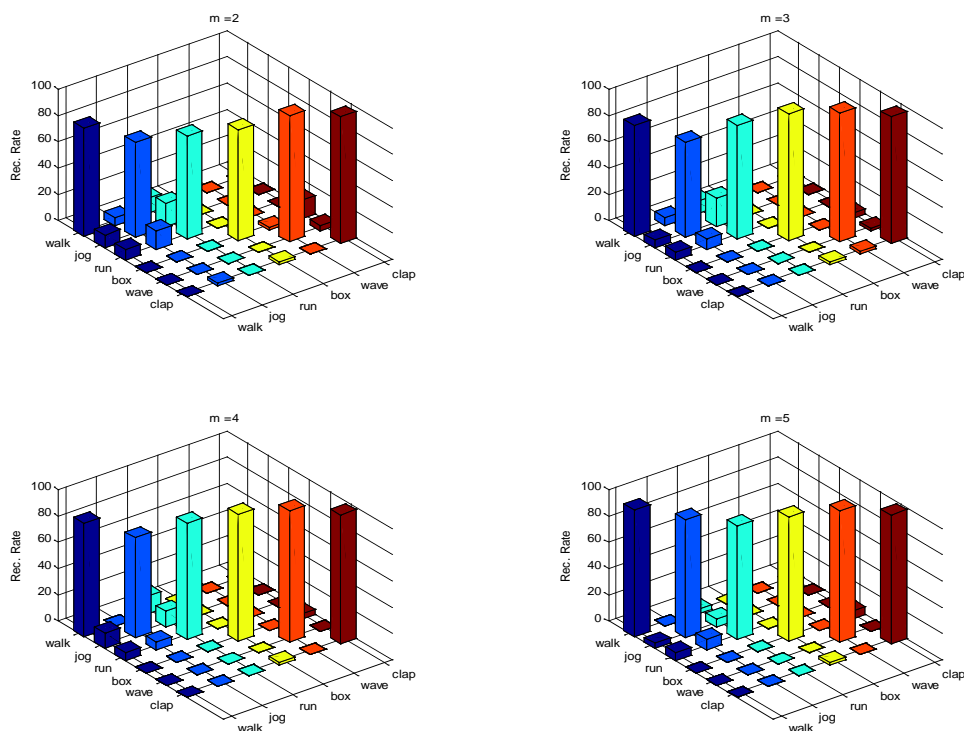 m =2
100
80
60
40
20
0
Rec. Rate
walk
jog
run
box
wave
clap
walk
jog
run
box
wave
clap
m =3
100
80
60
40
20
0
Rec. Rate
walk
jog
run
box
wave
clap
walk
jog
run
box
wave
clap
m =4
100
80
60
40
20
0
Rec. Rate
walk
jog
run
box
wave
clap
walk
jog
run
box
wave
clap
m =5
100
80
60
40
20
0
Rec. Rate
walk
jog
run
box
wave
clap
walk
jog
run
box
wave
clap